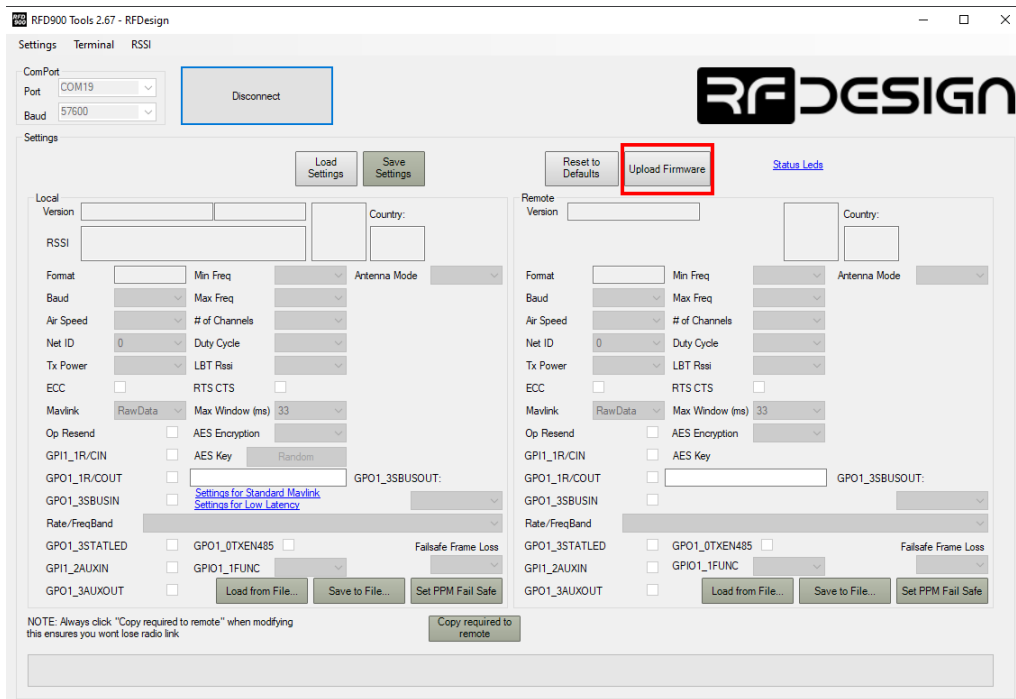 RFD900 Tools 2.67 - RFDesign
Settings Terminal RSSI
ComPort
Port COM19
Baud 57600
Disconnect
RFDESIGN
Settings
Load Settings
Save Settings
Reset to Defaults
Upload Firmware
Status Leds
Local
Version
Country:
RSSI
Format Min Freq Antenna Mode
Baud Max Freq
Air Speed # of Channels
Net ID 0 Duty Cycle
Tx Power LBT Rssi
ECC RTS CTS
Mavlink RawData Max Window (ms) 33
Op Resend AES Encryption
GPI1_1R/CIN AES Key Random
GPO1_1R/COUT GPO1_3SBUSOUT:
GPO1_3SBUSIN Settings for Standard Mavlink
Settings for Low Latency
Rate/FreqBand
GPO1_3STATLED GPO1_0TXEN485 Failsafe Frame Loss
GPI1_2AUXIN GPIO1_1FUNC
GPO1_3AUXOUT Load from File... Save to File... Set PPM Fail Safe
Remote
Version
Country:
Format Min Freq Antenna Mode
Baud Max Freq
Air Speed # of Channels
Net ID 0 Duty Cycle
Tx Power LBT Rssi
ECC RTS CTS
Mavlink RawData Max Window (ms) 33
Op Resend AES Encryption
GPI1_1R/CIN AES Key
GPO1_1R/COUT GPO1_3SBUSOUT:
GPO1_3SBUSIN
Rate/FreqBand
GPO1_3STATLED GPO1_0TXEN485 Failsafe Frame Loss
GPI1_2AUXIN GPIO1_1FUNC
GPO1_3AUXOUT Load from File... Save to File... Set PPM Fail Safe
NOTE: Always click "Copy required to remote" when modifying
this ensures you wont lose radio link
Copy required to
remote